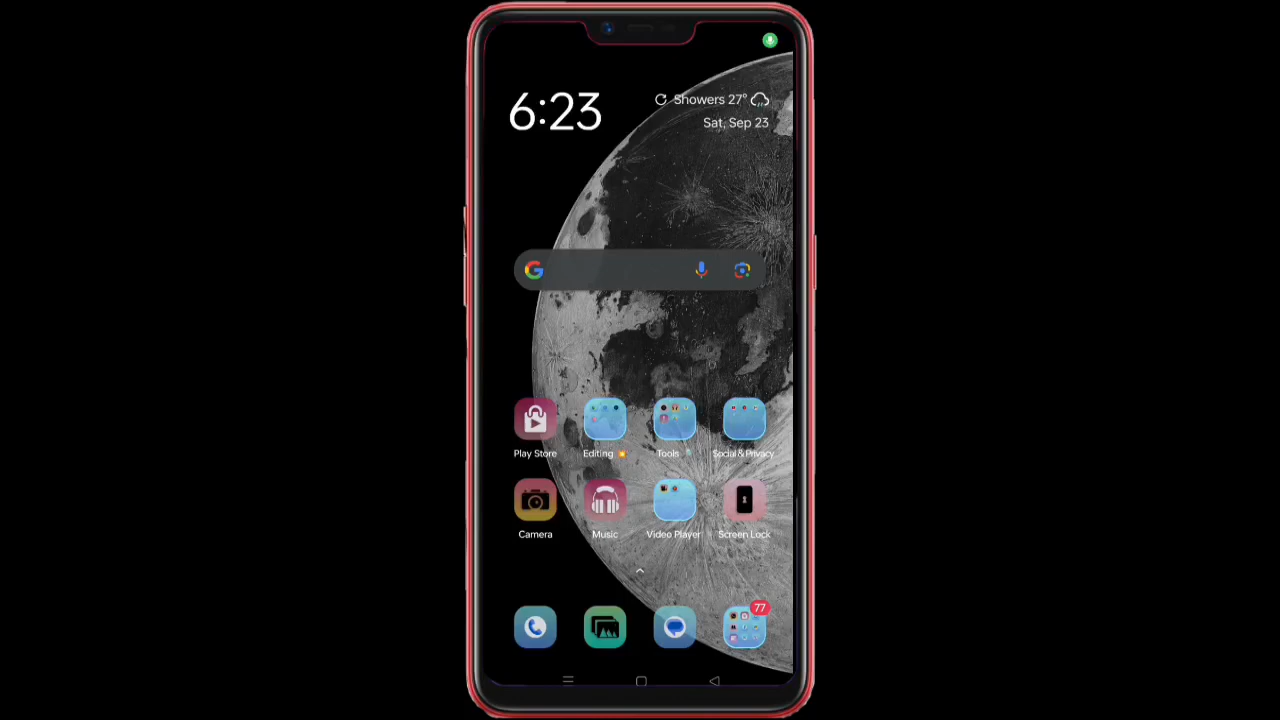 6:23
Showers 27°
Sat, Sep 23
Play Store
Editing 💥
Tools
Social & Privacy
Camera
Music
Video Player
Screen Lock
77